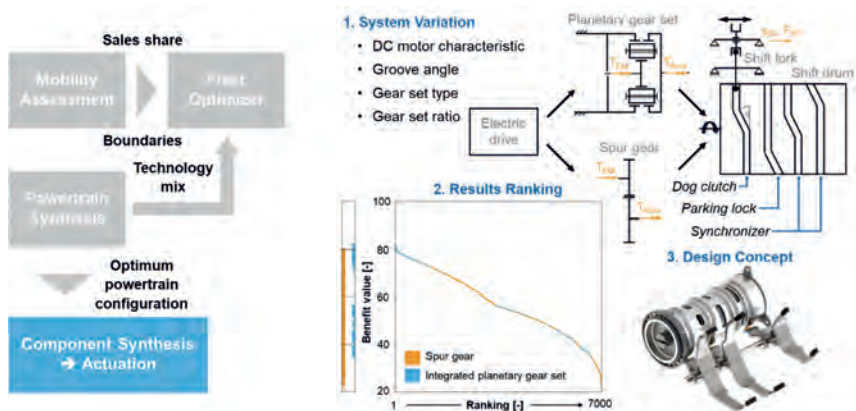 Sales share
Mobility
Assessment
Fleet
Optimizer
Boundaries
Technology
mix
Powertrain
Synthesis
Optimum
powertrain
configuration
Component Synthesis
➔ Actuation
1. System Variation
• DC motor characteristic
• Groove angle
• Gear set type
• Gear set ratio
Electric
drive
Planetary gear set
Spur gear
Shift fork
Shift drum
Dog clutch
Parking lock
Synchronizer
2. Results Ranking
Benefit value [-]
100
80
60
40
20
Spur gear
Integrated planetary gear set
1
Ranking [-]
7000
3. Design Concept